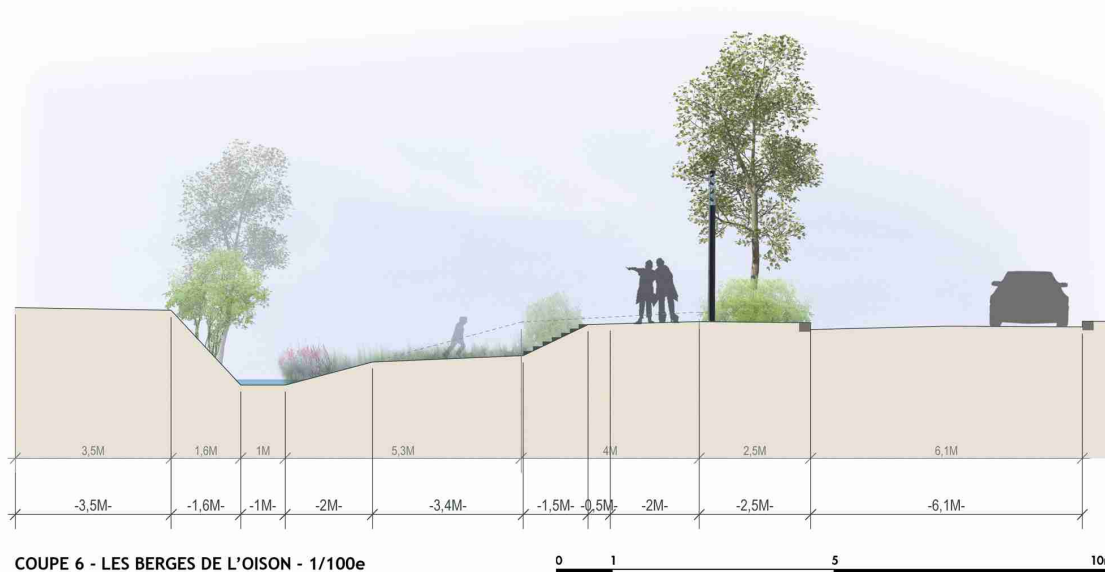 3,5M 1,6M 1M 5,3M 4M 2,5M 6,1M
-3,5M- -1,6M- -1M- -2M- -3,4M- -1,5M- -0,5M- -2M- -2,5M- -6,1M-
COUPE 6 - LES BERGES DE L'OISON - 1/100e
0 1 5 10